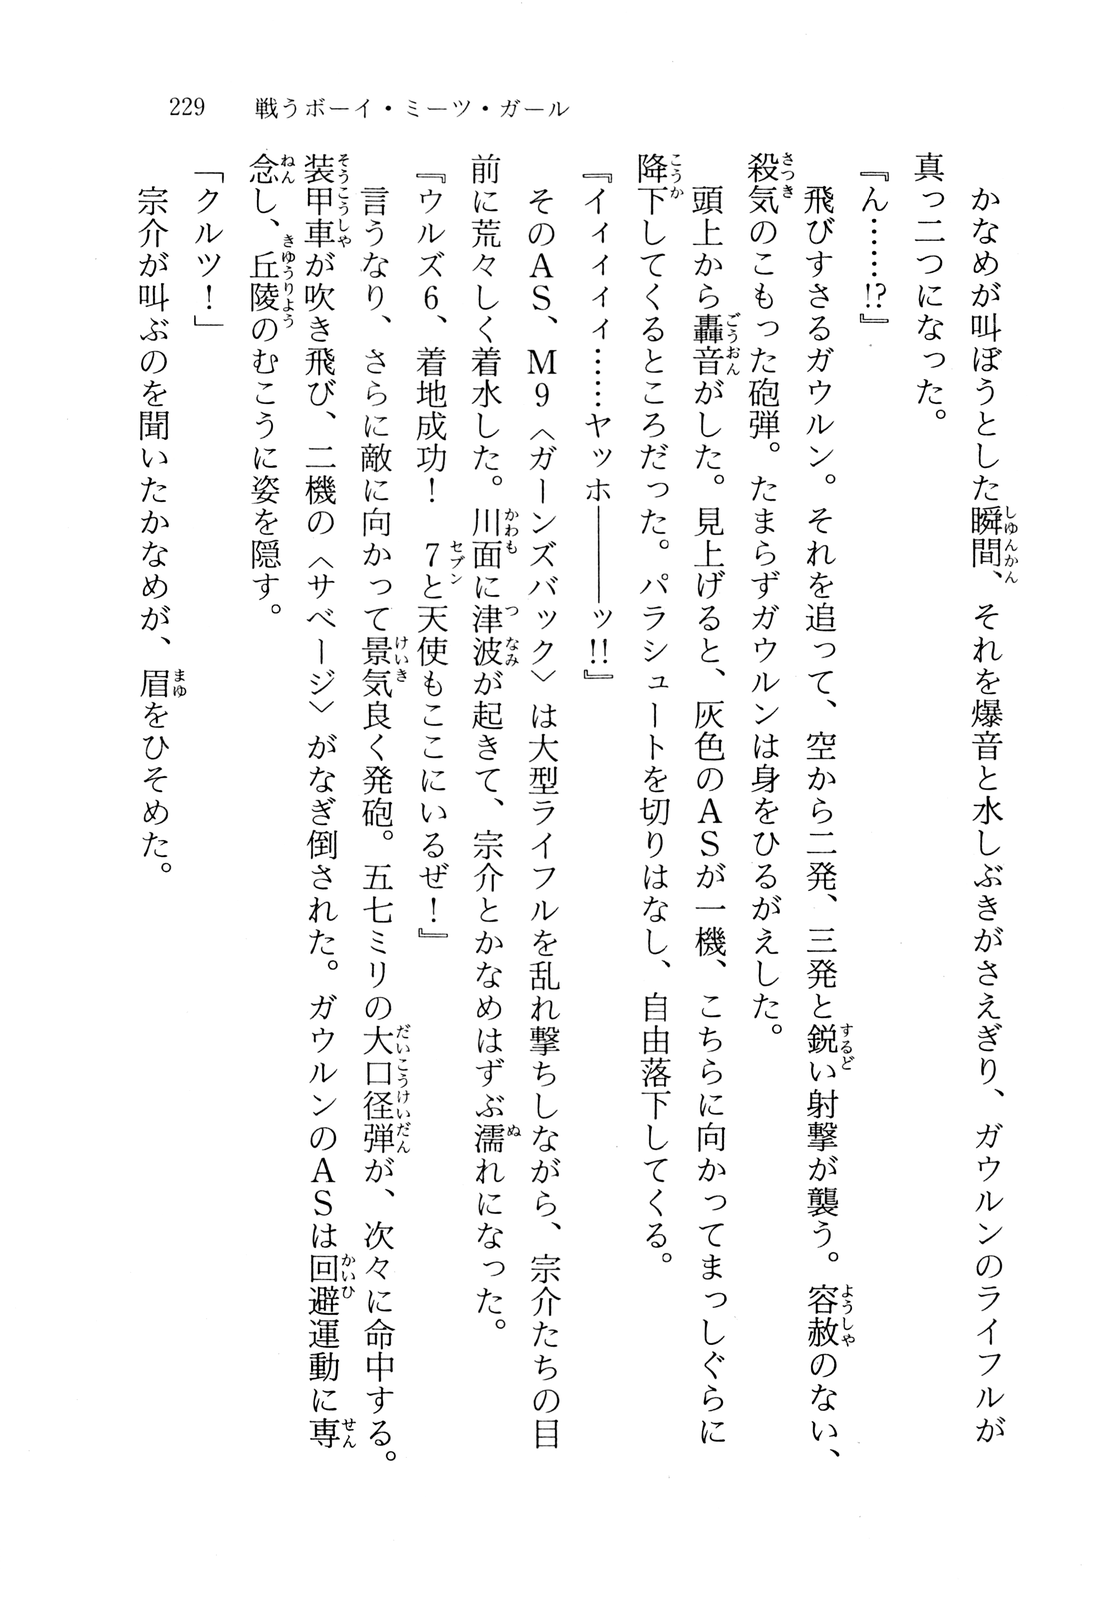 229　戦うボーイ・ミーツ・ガール
　かなめが叫ぼうとした瞬間、それを爆音と水しぶきがさえぎり、ガウルンのライフルが
真っ二つになった。
『ん……!?』
　飛びすさるガウルン。それを追って、空から二発、三発と鋭い射撃が襲う。容赦のない、
殺気のこもった砲弾。たまらずガウルンは身をひるがえした。
　頭上から轟音がした。見上げると、灰色のＡＳが一機、こちらに向かってまっしぐらに
降下してくるところだった。パラシュートを切りはなし、自由落下してくる。
『イィィィィ……ヤッホ―――ッ!!』
　そのＡＳ、Ｍ９〈ガーンズバック〉は大型ライフルを乱れ撃ちしながら、宗介たちの目
前に荒々しく着水した。川面に津波が起きて、宗介とかなめはずぶ濡れになった。
『ウルズ６、着地成功！　７と天使もここにいるぜ！』
　言うなり、さらに敵に向かって景気良く発砲。五七ミリの大口径弾が、次々に命中する。
装甲車が吹き飛び、二機の〈サベージ〉がなぎ倒された。ガウルンのＡＳは回避運動に専
念し、丘陵のむこうに姿を隠す。
「クルツ！」
　宗介が叫ぶのを聞いたかなめが、眉をひそめた。